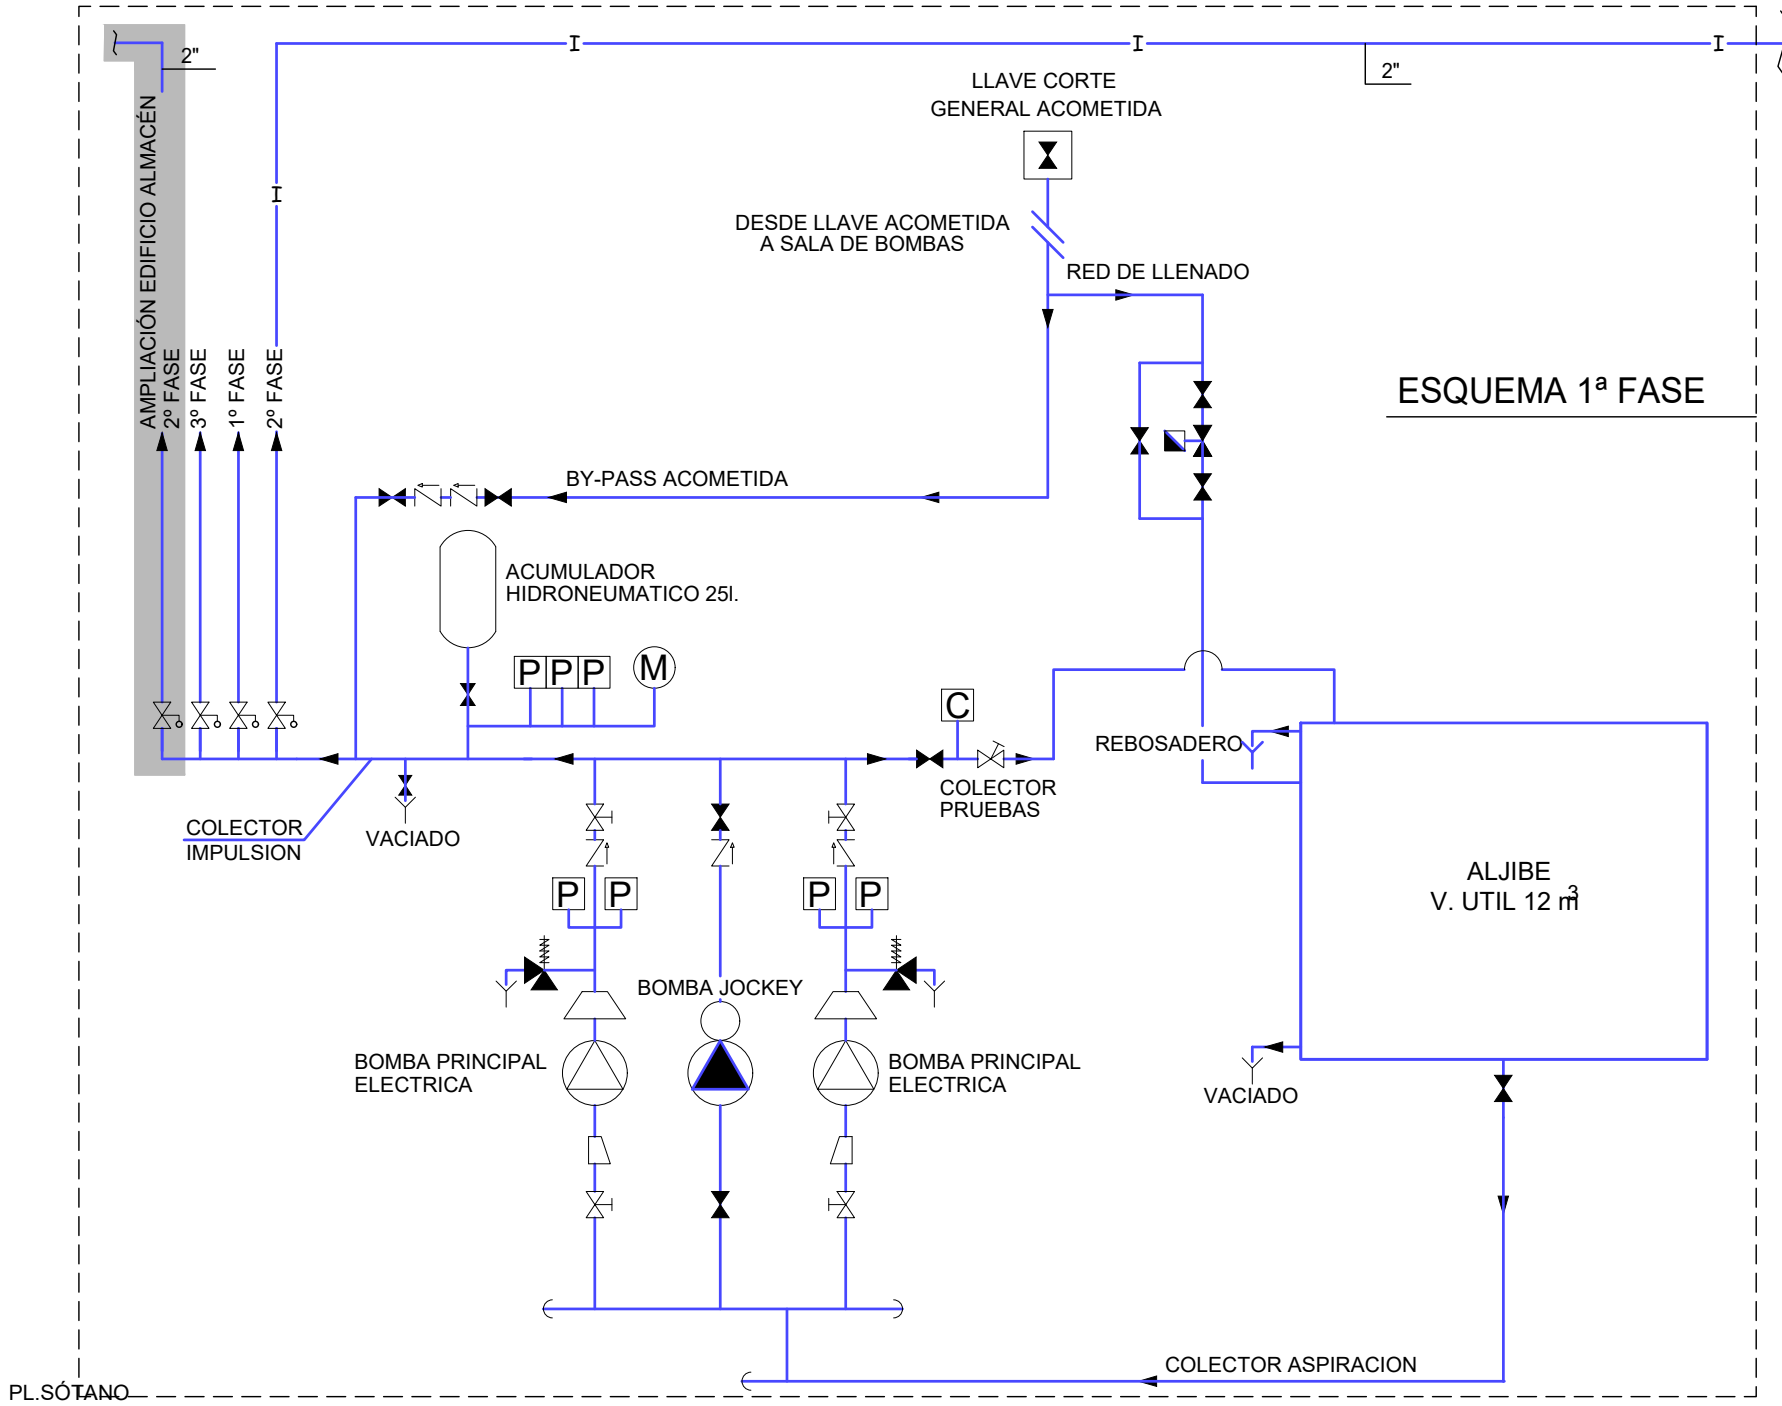 2"
2"
LLAVE CORTE
GENERAL ACOMETIDA
AMPLIACIÓN EDIFICIO ALMACÉN
2º FASE
3º FASE
1º FASE
2º FASE
DESDE LLAVE ACOMETIDA
A SALA DE BOMBAS
RED DE LLENADO
ESQUEMA 1ª FASE
BY-PASS ACOMETIDA
ACUMULADOR
HIDRONEUMATICO 25l.
P P P M
C
REBOSADERO
COLECTOR
PRUEBAS
COLECTOR
IMPULSION
VACIADO
P P P P
ALJIBE
V. UTIL 12 m3
BOMBA JOCKEY
BOMBA PRINCIPAL
ELECTRICA
BOMBA PRINCIPAL
ELECTRICA
VACIADO
COLECTOR ASPIRACION
PL.SÓTANO